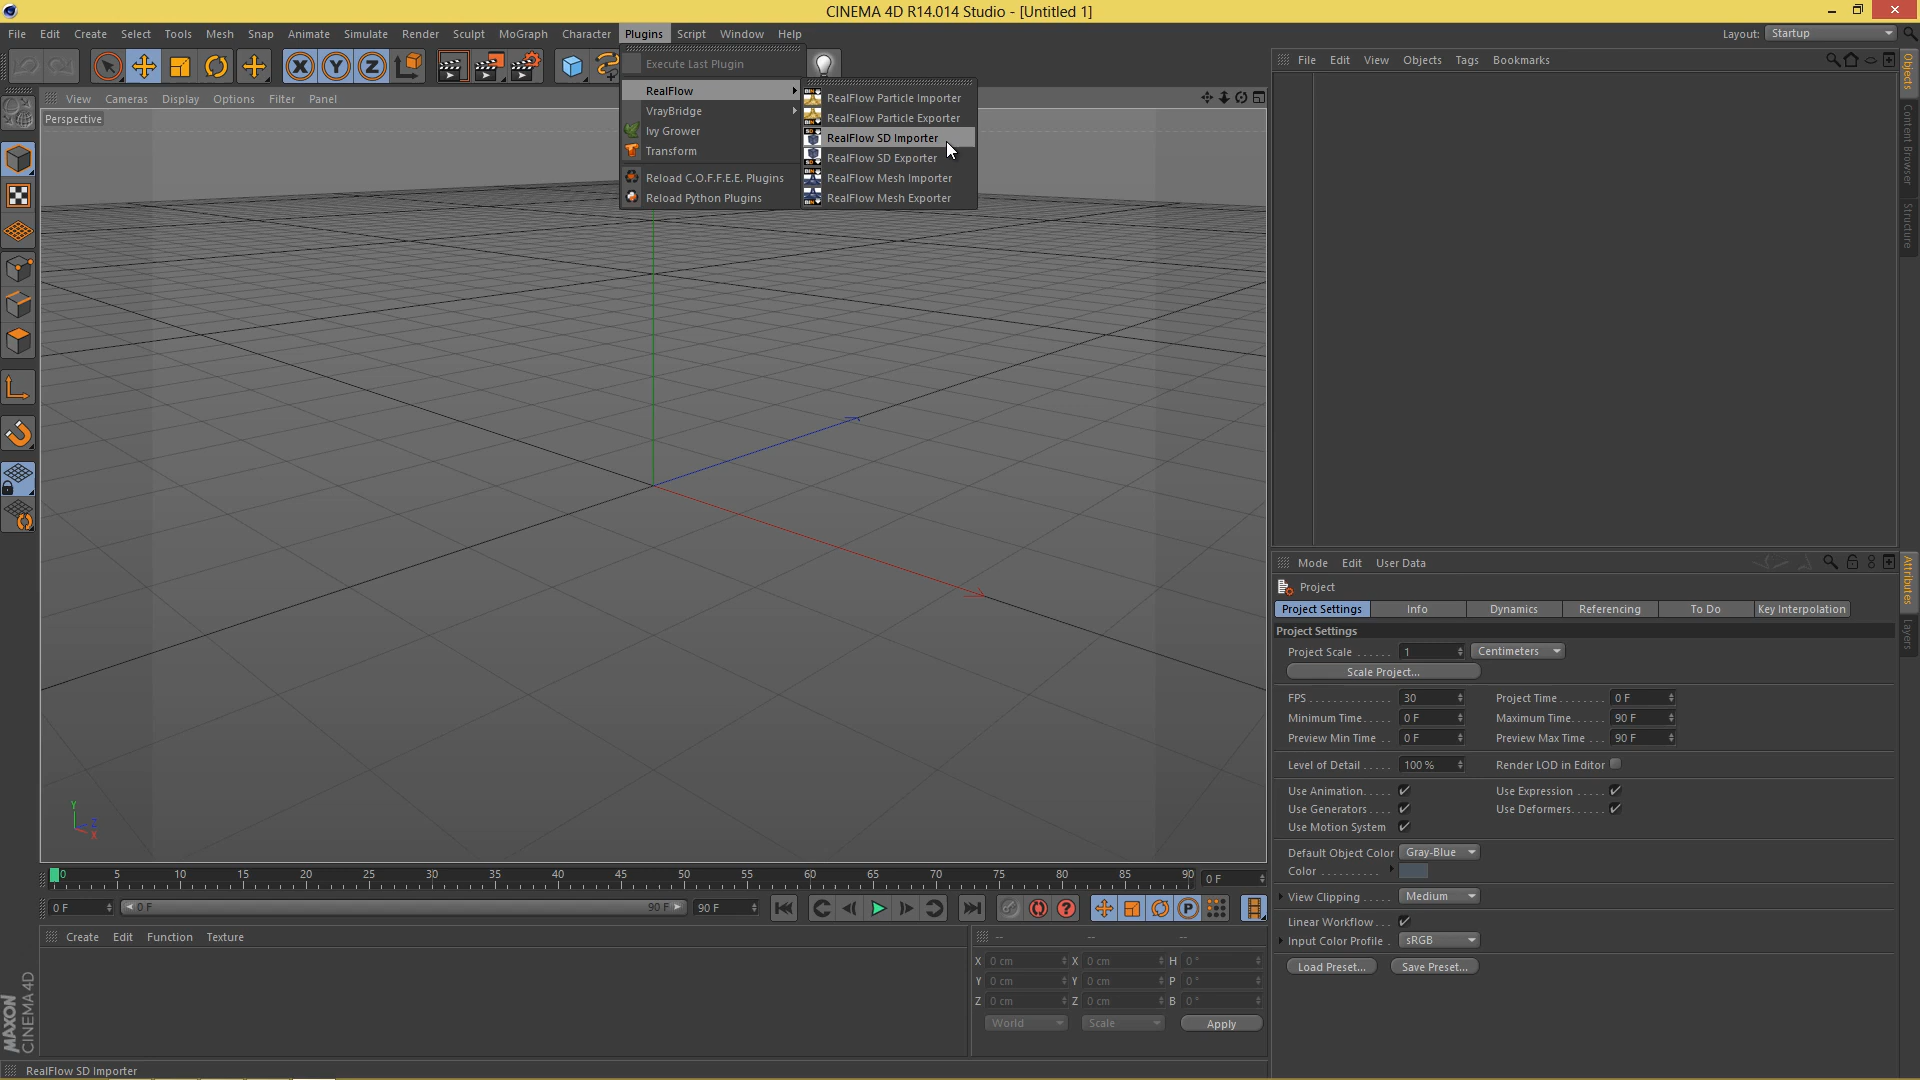 CINEMA 4D R14.014 Studio - [Untitled 1]
File Edit Create Select Tools Mesh Snap Animate Simulate Render Sculpt MoGraph Character Plugins Script Window Help
Layout: Startup
Execute Last Plugin
RealFlow
VrayBridge
Ivy Grower
Transform
Reload C.O.F.F.E.E. Plugins
Reload Python Plugins
RealFlow Particle Importer
RealFlow Particle Exporter
RealFlow SD Importer
RealFlow SD Exporter
RealFlow Mesh Importer
RealFlow Mesh Exporter
View Cameras Display Options Filter Panel
Perspective
Y
Z
X
File Edit View Objects Tags Bookmarks
Objects
Content Browser
Structure
Mode Edit User Data
Attributes
Layers
Project
Project Settings Info Dynamics Referencing To Do Key Interpolation
Project Settings
Project Scale . . . . . . 1 Centimeters
Scale Project...
FPS . . . . . . . . . . . . . 30 Project Time . . . . . . . . 0 F
Minimum Time . . . . . 0 F Maximum Time . . . . . . 90 F
Preview Min Time . . 0 F Preview Max Time . . . 90 F
Level of Detail . . . . . 100 % Render LOD in Editor
Use Animation . . . . . Use Expression . . . . .
Use Generators . . . . Use Deformers . . . . . .
Use Motion System
Default Object Color Gray-Blue
Color . . . . . . . . . .
View Clipping . . . . . Medium
Linear Workflow . . .
Input Color Profile . sRGB
Load Preset... Save Preset...
0 5 10 15 20 25 30 35 40 45 50 55 60 65 70 75 80 85 90 0 F
0 F 0 F 90 F 90 F
Create Edit Function Texture
-- -- --
X 0 cm X 0 cm H 0 °
Y 0 cm Y 0 cm P 0 °
Z 0 cm Z 0 cm B 0 °
World Scale Apply
MAXON
CINEMA 4D
RealFlow SD Importer